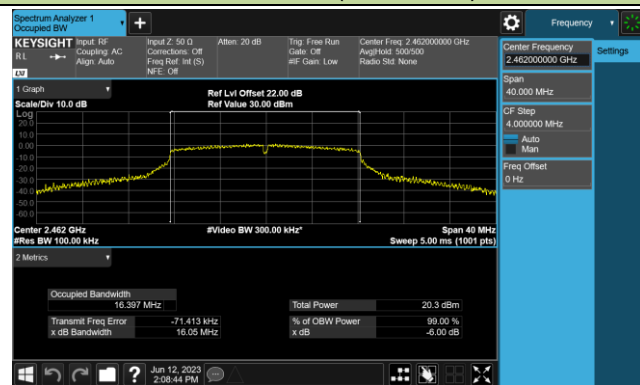 Spectrum Analyzer 1
Occupied BW
Frequency
KEYSIGHT
Input: RF
Input Z: 50 Ω
Atten: 20 dB
Trig: Free Run
Center Freq: 2.462000000 GHz
RL
Coupling: AC
Corrections: Off
Gate: Off
Avg|Hold: 500/500
Align: Auto
Freq Ref: Int (S)
#IF Gain: Low
Radio Std: None
NFE: Off
LXI
1 Graph
Ref Lvl Offset 22.00 dB
Scale/Div 10.0 dB
Ref Value 30.00 dBm
Log
20.0
10.0
0.00
-10.0
-20.0
-30.0
-40.0
-50.0
-60.0
Center 2.462 GHz
#Video BW 300.00 kHz*
Span 40 MHz
#Res BW 100.00 kHz
Sweep 5.00 ms (1001 pts)
2 Metrics
Occupied Bandwidth
16.397 MHz
Total Power
20.3 dBm
Transmit Freq Error
-71.413 kHz
% of OBW Power
99.00 %
x dB Bandwidth
16.05 MHz
x dB
-6.00 dB
Jun 12, 2023
2:08:44 PM
Center Frequency
2.462000000 GHz
Settings
Span
40.000 MHz
CF Step
4.000000 MHz
Auto
Man
Freq Offset
0 Hz